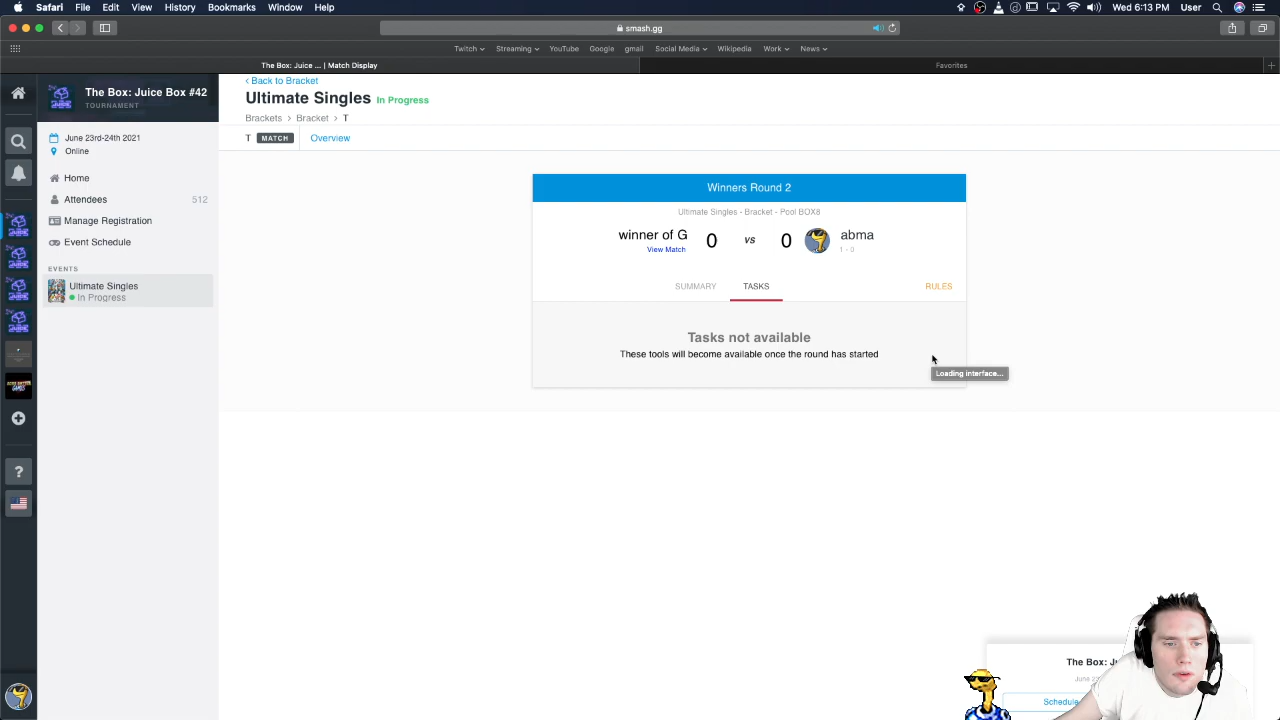 Safari File Edit View History Bookmarks Window Help Wed 6:13 PM User
smash.gg
Twitch Streaming YouTube Google gmail Social Media Wikipedia Work News
The Box: Juice ... | Match Display
Favorites
The Box: Juice Box #42
TOURNAMENT
June 23rd-24th 2021
Online
Home
Attendees 512
Manage Registration
Event Schedule
EVENTS
Ultimate Singles
In Progress
?
‹ Back to Bracket
Ultimate Singles In Progress
Brackets > Bracket > T
T MATCH Overview
Winners Round 2
Ultimate Singles - Bracket - Pool BOX8
winner of G 0 VS 0 abma
View Match 1 - 0
SUMMARY TASKS RULES
Tasks not available
These tools will become available once the round has started
Loading interface...
The Box:
June
Schedule